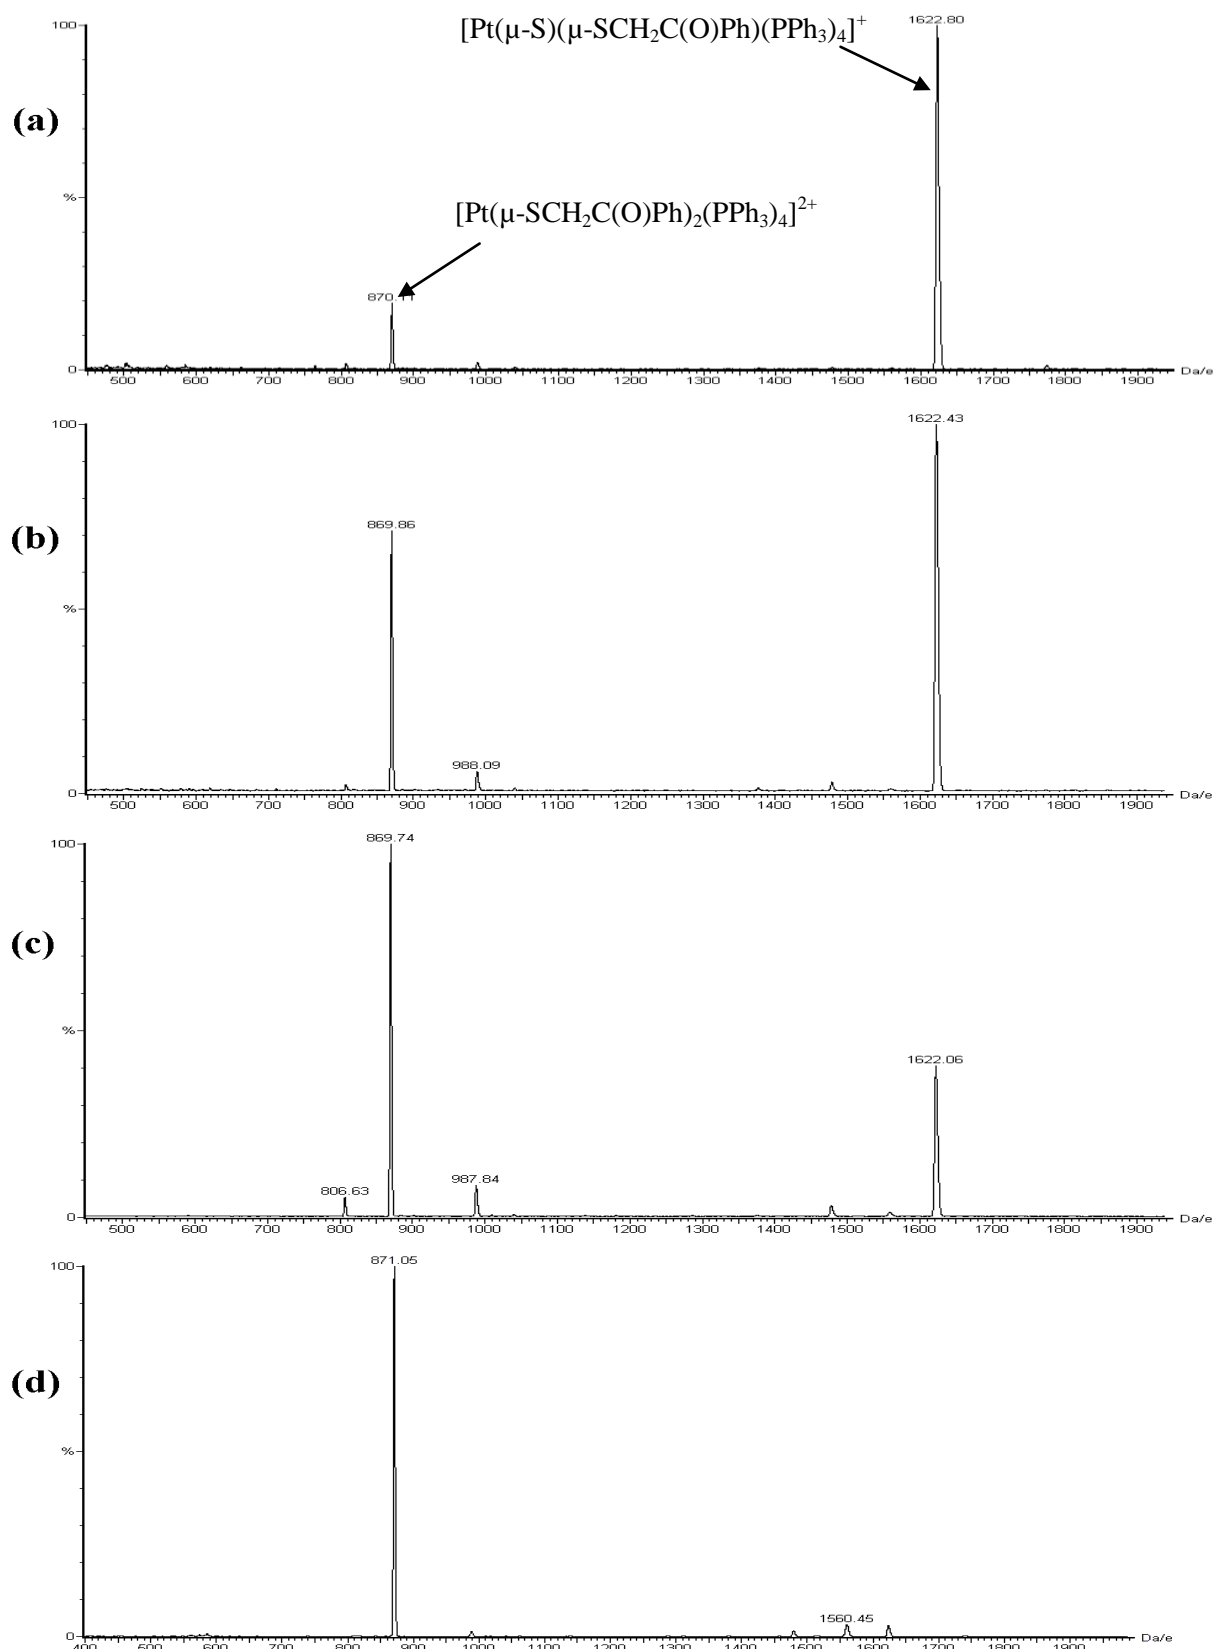 [Pt(μ-S)(μ-SCH₂C(O)Ph)(PPh₃)₄]⁺
100
1622.80
(a)
%
[Pt(μ-SCH₂C(O)Ph)₂(PPh₃)₄]²⁺
0
500 600 700 800 900 1000 1100 1200 1300 1400 1500 1600 1700 1800 1900 Da/e
100
1622.43
(b)
869.86
%
988.09
0
500 600 700 800 900 1000 1100 1200 1300 1400 1500 1600 1700 1800 1900 Da/e
100
869.74
(c)
%
1622.06
806.63
987.84
0
500 600 700 800 900 1000 1100 1200 1300 1400 1500 1600 1700 1800 1900 Da/e
100
871.05
(d)
%
1560.45
0
400 500 600 700 800 900 1000 1100 1200 1300 1400 1500 1600 1700 1800 1900 Da/e